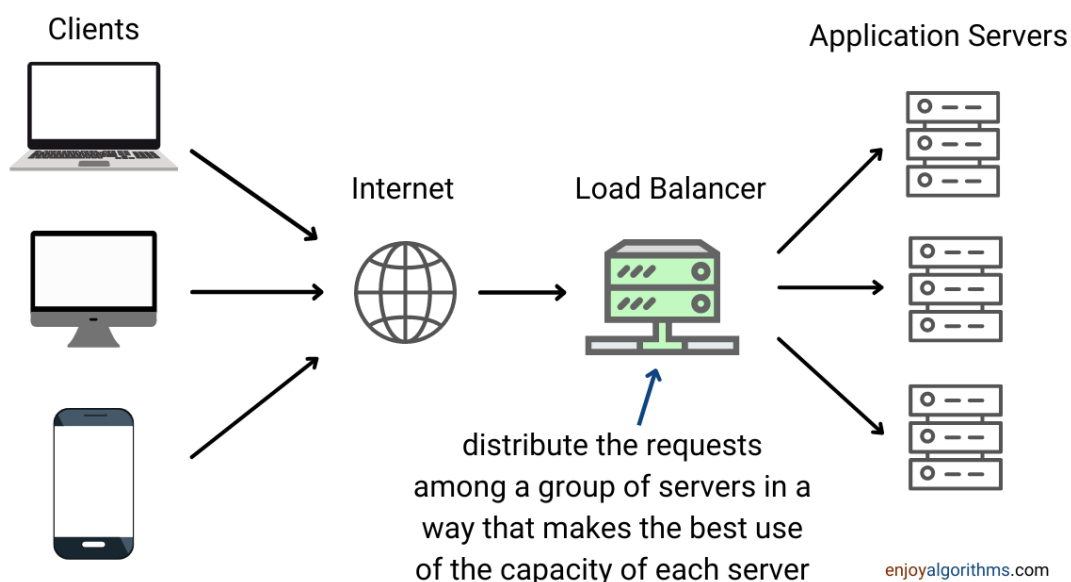 Clients
Application Servers
Internet
Load Balancer
distribute the requests
among a group of servers in a
way that makes the best use
of the capacity of each server
enjoyalgorithms.com